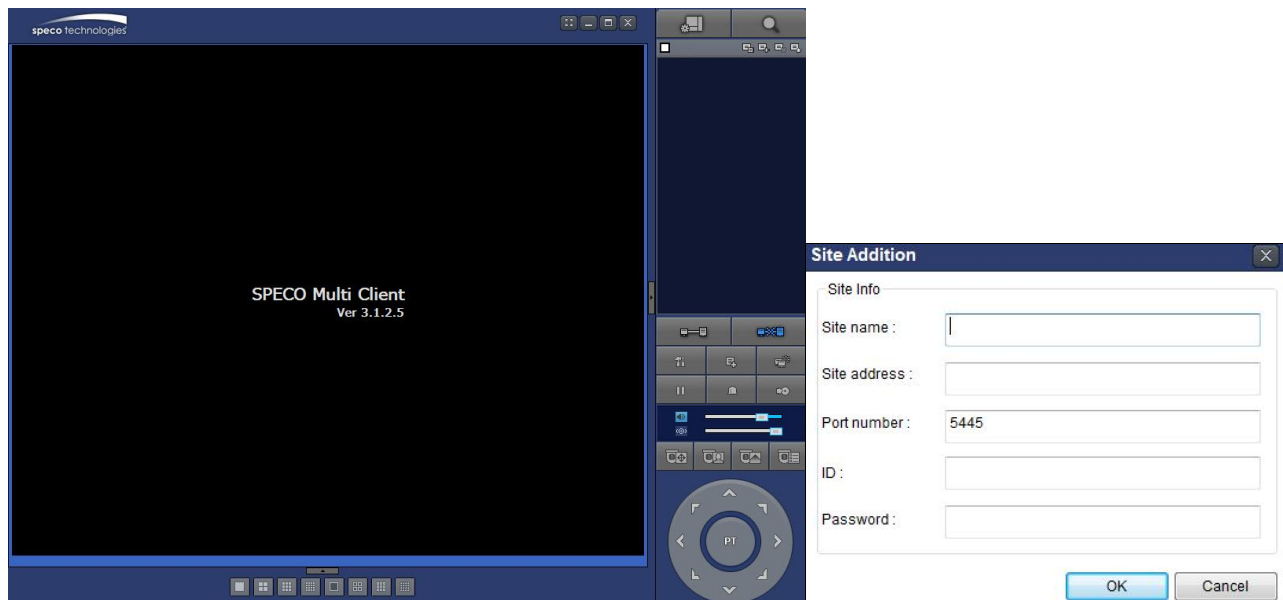 speco technologies
SPECO Multi Client
Ver 3.1.2.5
PT
Site Addition
Site Info
Site name :
Site address :
Port number : 5445
ID :
Password :
OK Cancel